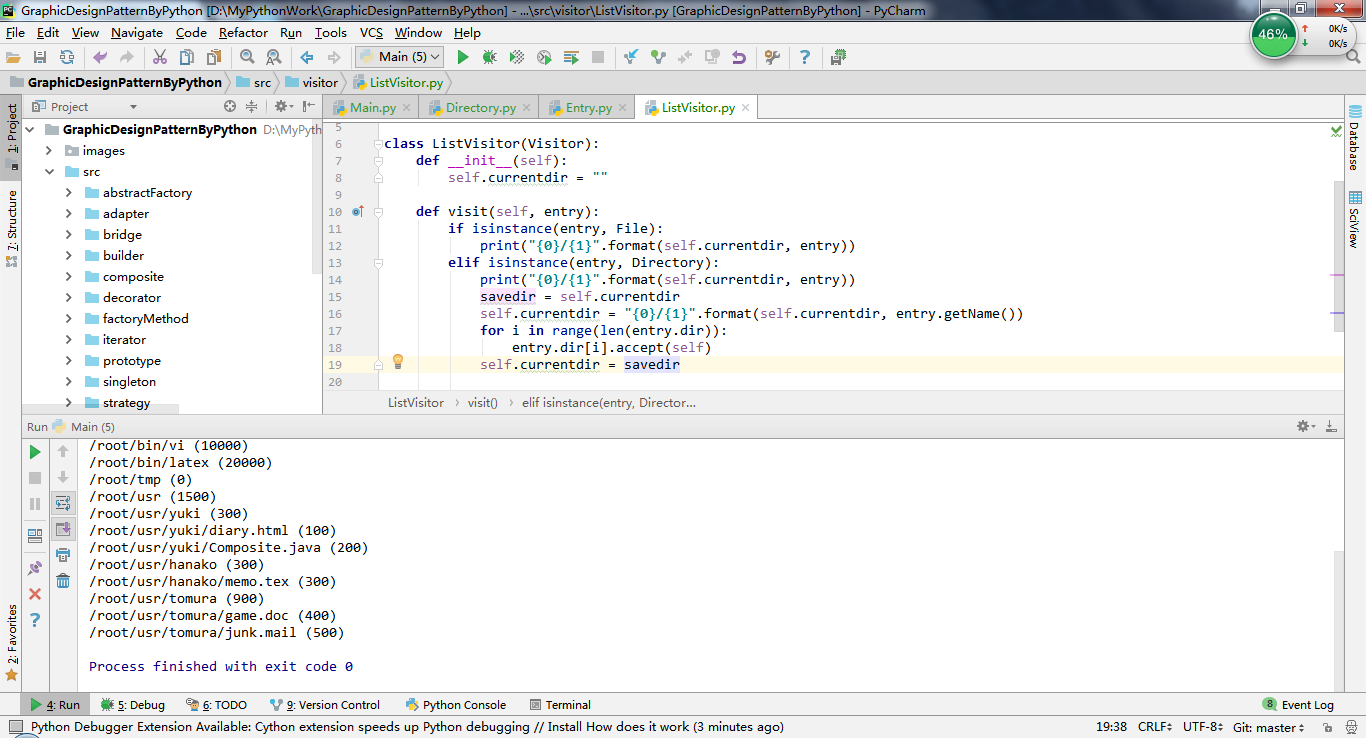 GraphicDesignPatternByPython [D:\MyPythonWork\GraphicDesignPatternByPython] - ...\src\visitor\ListVisitor.py [GraphicDesignPatternByPython] - PyCharm
File Edit View Navigate Code Refactor Run Tools VCS Window Help
46% 0K/s
0K/s
Main (5)
GraphicDesignPatternByPython src visitor ListVisitor.py
Project
Main.py Directory.py Entry.py ListVisitor.py
1: Project
7: Structure
2: Favorites
GraphicDesignPatternByPython D:\MyPyth
images
src
abstractFactory
adapter
bridge
builder
composite
decorator
factoryMethod
iterator
prototype
singleton
strategy
5
6 class ListVisitor(Visitor):
7 def __init__(self):
8 self.currentdir = ""
9
10 def visit(self, entry):
11 if isinstance(entry, File):
12 print("{0}/{1}".format(self.currentdir, entry))
13 elif isinstance(entry, Directory):
14 print("{0}/{1}".format(self.currentdir, entry))
15 savedir = self.currentdir
16 self.currentdir = "{0}/{1}".format(self.currentdir, entry.getName())
17 for i in range(len(entry.dir)):
18 entry.dir[i].accept(self)
19 self.currentdir = savedir
20
ListVisitor visit() elif isinstance(entry, Director...
Database
SciView
Run Main (5)
/root/bin/vi (10000)
/root/bin/latex (20000)
/root/tmp (0)
/root/usr (1500)
/root/usr/yuki (300)
/root/usr/yuki/diary.html (100)
/root/usr/yuki/Composite.java (200)
/root/usr/hanako (300)
/root/usr/hanako/memo.tex (300)
/root/usr/tomura (900)
/root/usr/tomura/game.doc (400)
/root/usr/tomura/junk.mail (500)
Process finished with exit code 0
4: Run 5: Debug 6: TODO 9: Version Control Python Console Terminal 8 Event Log
Python Debugger Extension Available: Cython extension speeds up Python debugging // Install How does it work (3 minutes ago) 19:38 CRLF UTF-8 Git: master